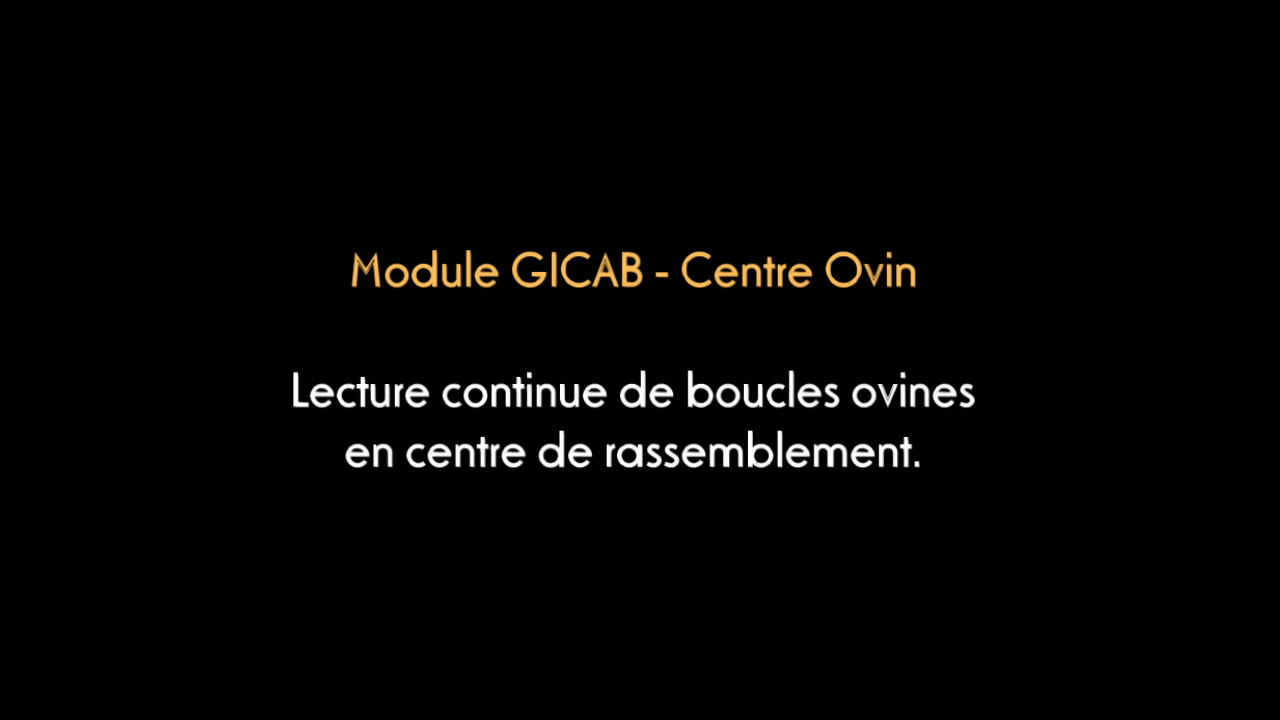 Module GICAB - Centre Ovin
Lecture continue de boucles ovines
en centre de rassemblement.